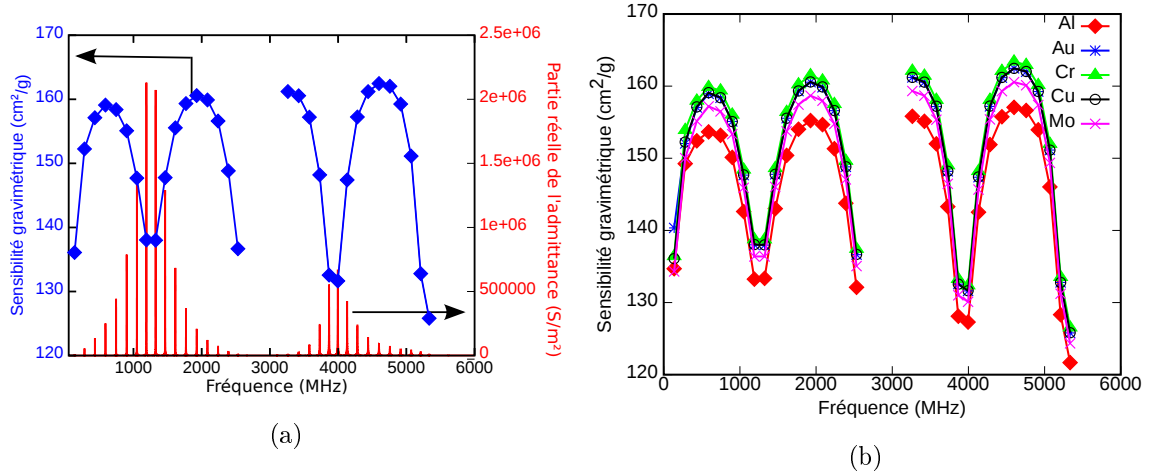 Sensibilité gravimétrique (cm²/g)
170
160
150
140
130
120
1000 2000 3000 4000 5000 6000
Fréquence (MHz)
2.5e+06
2e+06
1.5e+06
1e+06
500000
0
Partie réelle de l'admittance (S/m²)
(a)
Sensibilité gravimétrique (cm²/g)
170
160
150
140
130
120
0 1000 2000 3000 4000 5000 6000
Fréquence (MHz)
Al
Au
Cr
Cu
Mo
(b)